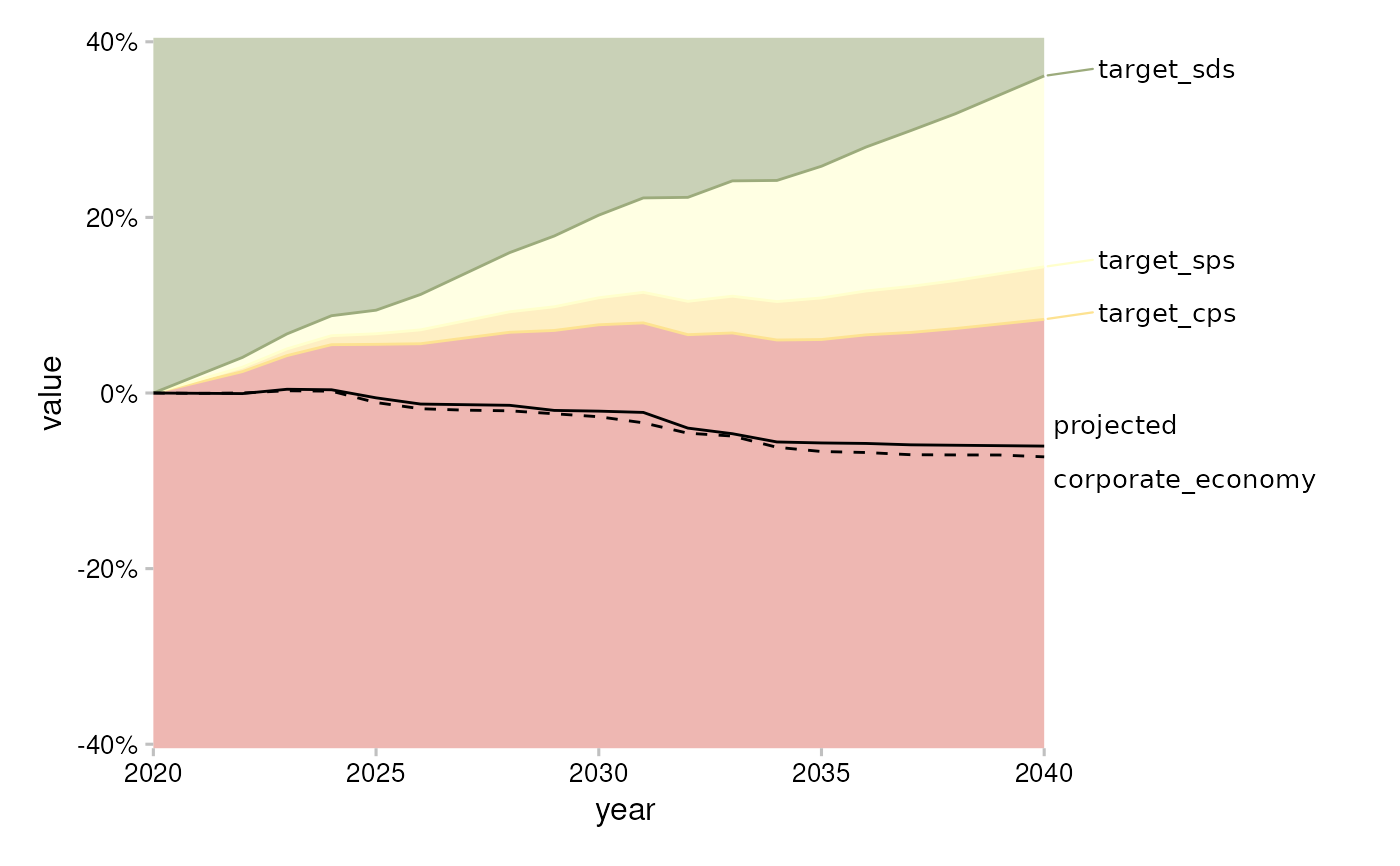 40%
20%
0%
-20%
-40%
value
2020
2025
2030
2035
2040
year
target_sds
target_sps
target_cps
projected
corporate_economy